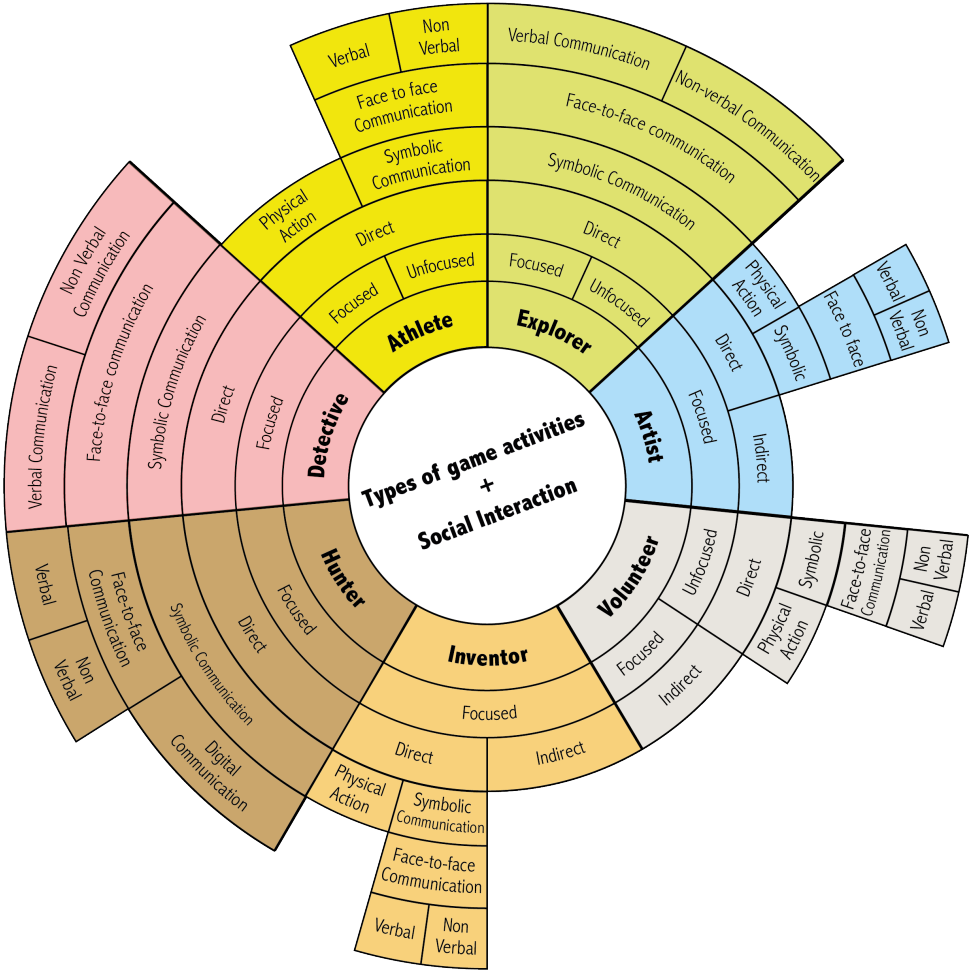 Types of game activities
+
Social Interaction
Explorer
Focused
Unfocused
Direct
Symbolic Communication
Face-to-face communication
Verbal Communication
Non-verbal Communication
Artist
Focused
Direct
Indirect
Physical
Action
Symbolic
Face to face
Verbal
Non
Verbal
Volunteer
Unfocused
Focused
Direct
Indirect
Symbolic
Physical
Action
Face-to-face
Communication
Non
Verbal
Verbal
Inventor
Focused
Direct
Indirect
Physical
Action
Symbolic
Communication
Face-to-face
Communication
Verbal
Non
Verbal
Hunter
Focused
Direct
Symbolic Communication
Face-to-face
Communication
Digital
Communication
Verbal
Non
Verbal
Detective
Focused
Direct
Symbolic Communication
Face-to-face communication
Verbal Communication
Non Verbal
Communication
Athlete
Focused
Unfocused
Direct
Physical
Action
Symbolic
Communication
Face to face
Communication
Verbal
Non
Verbal